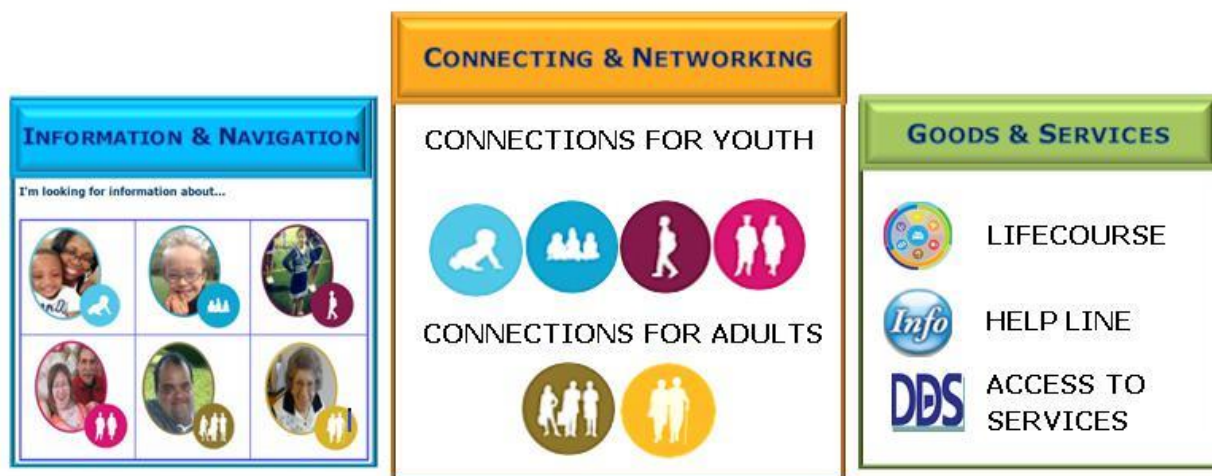 INFORMATION & NAVIGATION
I'm looking for information about...
CONNECTING & NETWORKING
CONNECTIONS FOR YOUTH
CONNECTIONS FOR ADULTS
GOODS & SERVICES
LIFECOURSE
Info
HELP LINE
DDS
ACCESS TO
SERVICES